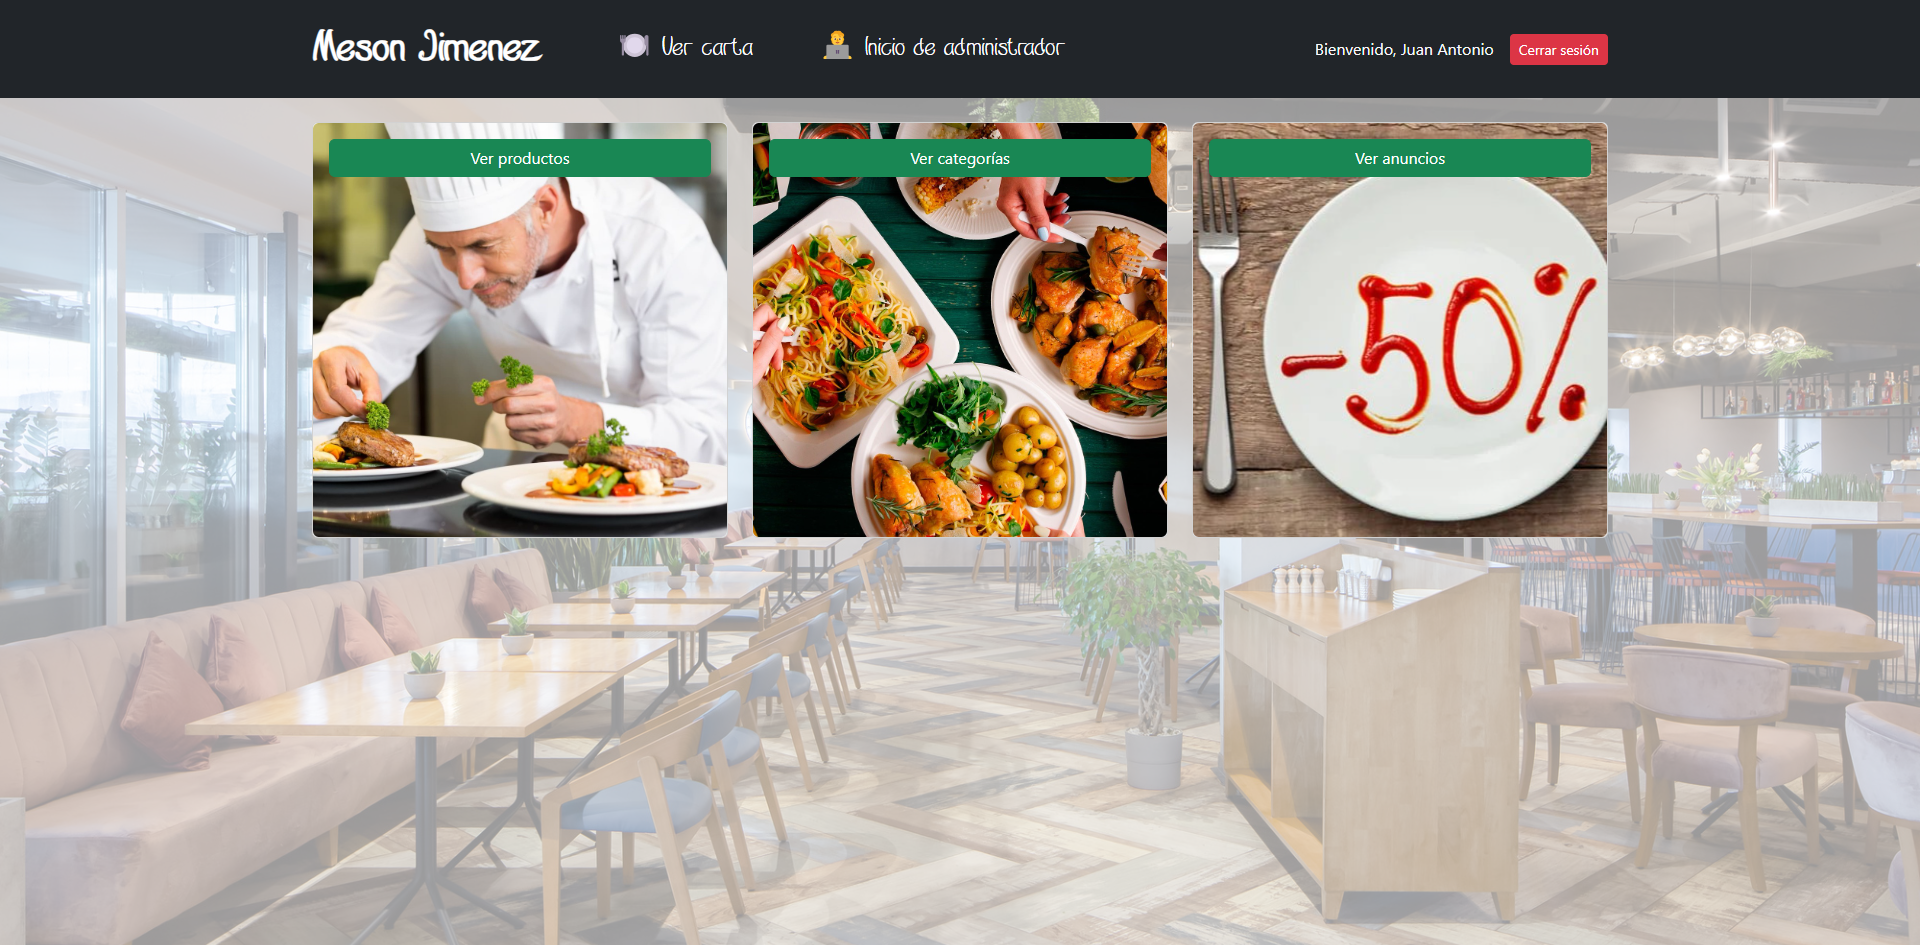 Meson Jimenez
Ver carta
Inicio de administrador
Bienvenido, Juan Antonio
Cerrar sesión
Ver productos
Ver categorías
Ver anuncios
-50%